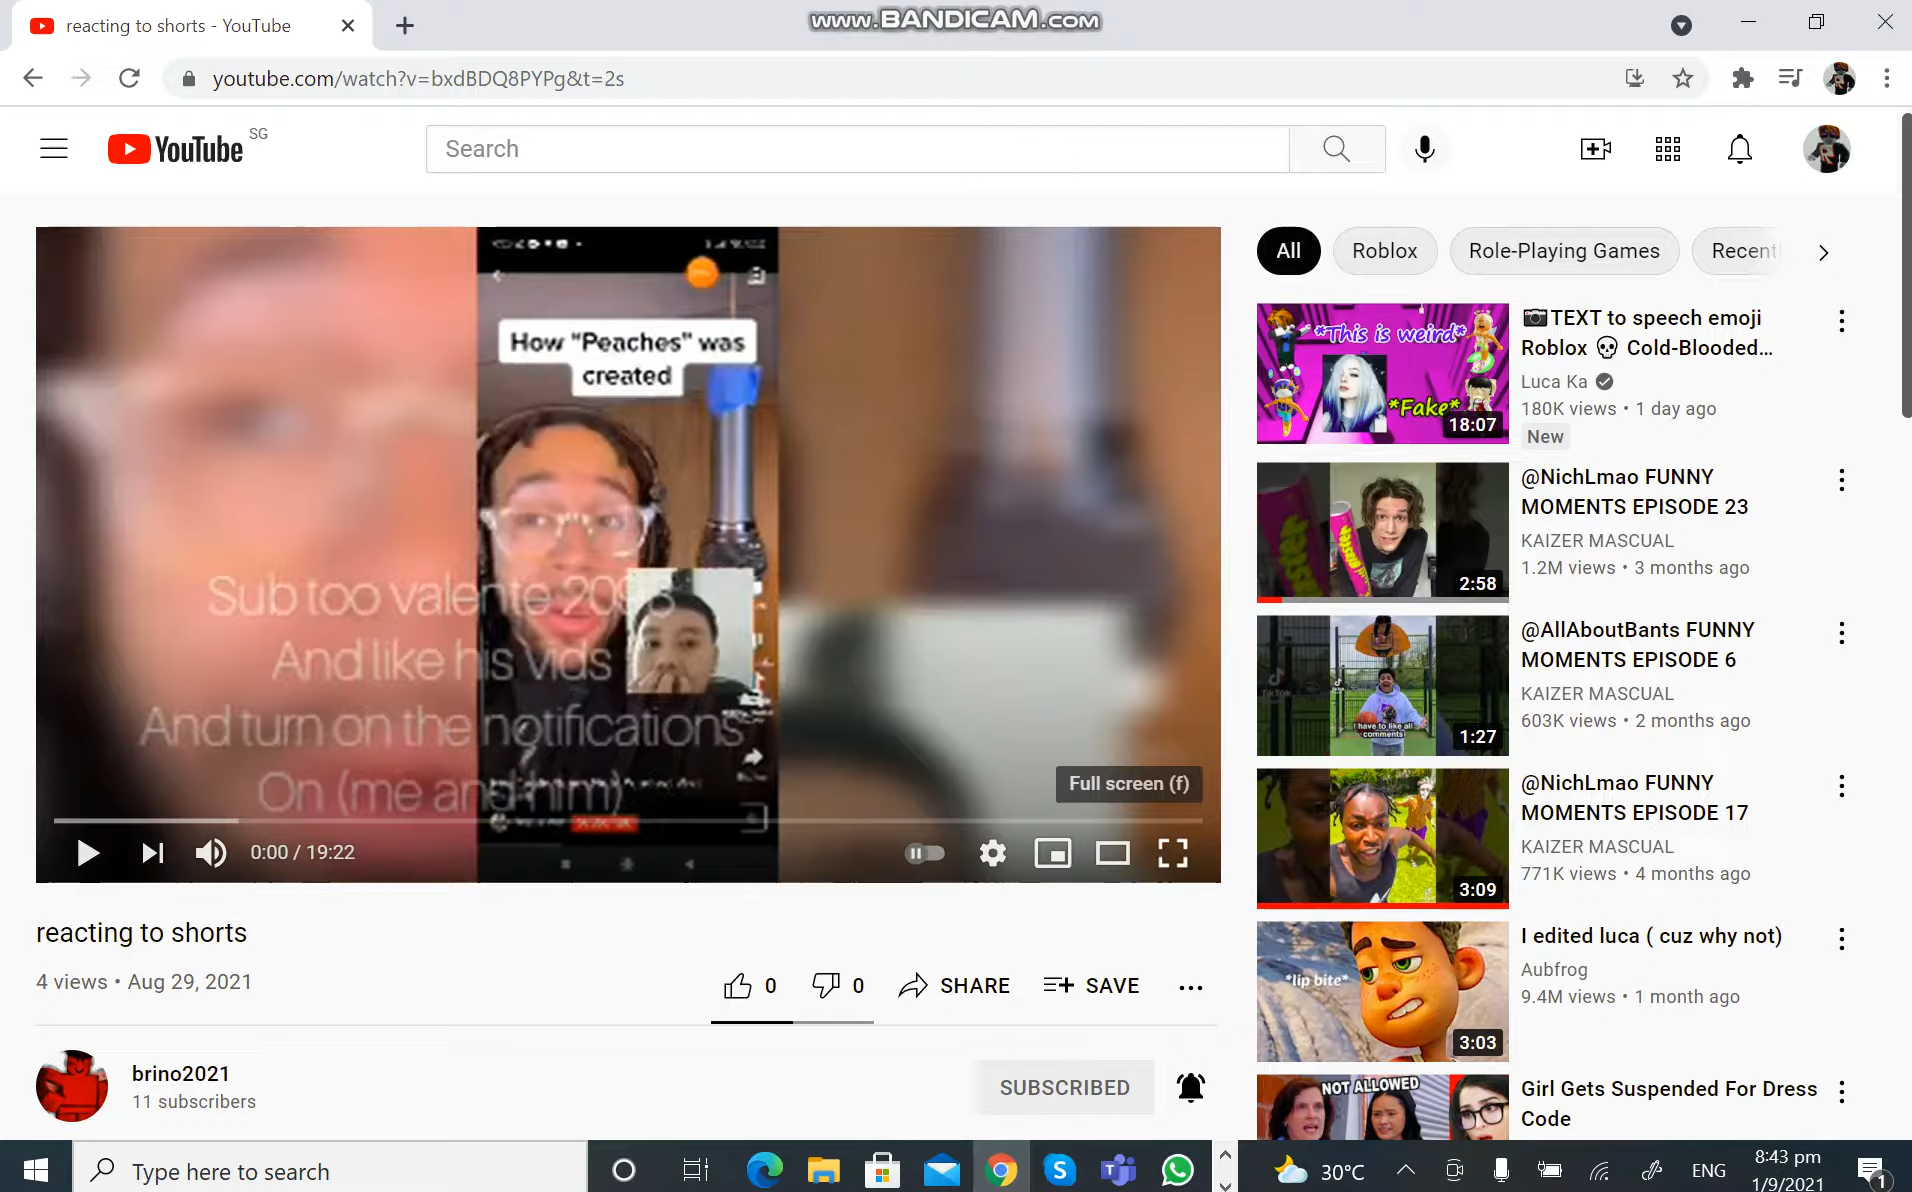 reacting to shorts - YouTube
www.BANDICAM.com
youtube.com/watch?v=bxdBDQ8PYPg&t=2s
YouTube SG
Search
How "Peaches" was
created
Sub too valente 2093
And like his vids
And turn on the notifications
On (me and him)
Full screen (f)
0:00 / 19:22
reacting to shorts
4 views • Aug 29, 2021
0
0
SHARE
SAVE
brino2021
11 subscribers
SUBSCRIBED
All
Roblox
Role-Playing Games
Recent
*This is weird*
*Fake*
18:07
📷TEXT to speech emoji
Roblox 💀 Cold-Blooded...
Luca Ka
180K views • 1 day ago
New
2:58
@NichLmao FUNNY
MOMENTS EPISODE 23
KAIZER MASCUAL
1.2M views • 3 months ago
TikTok
I have to like all
comments
1:27
@AllAboutBants FUNNY
MOMENTS EPISODE 6
KAIZER MASCUAL
603K views • 2 months ago
3:09
@NichLmao FUNNY
MOMENTS EPISODE 17
KAIZER MASCUAL
771K views • 4 months ago
*lip bite*
3:03
I edited luca ( cuz why not)
Aubfrog
9.4M views • 1 month ago
NOT ALLOWED
Girl Gets Suspended For Dress
Code
Type here to search
30°C
ENG
8:43 pm
1/9/2021
1